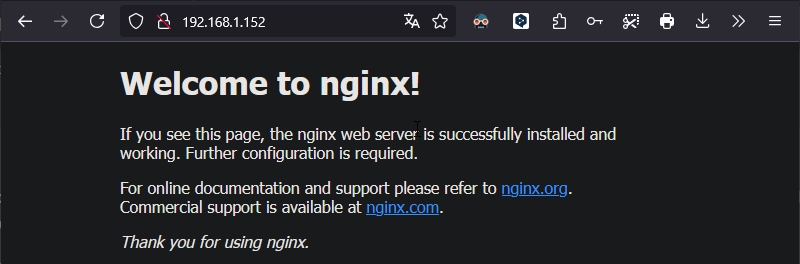 192.168.1.152
Welcome to nginx!
If you see this page, the nginx web server is successfully installed and
working. Further configuration is required.
For online documentation and support please refer to nginx.org.
Commercial support is available at nginx.com.
Thank you for using nginx.